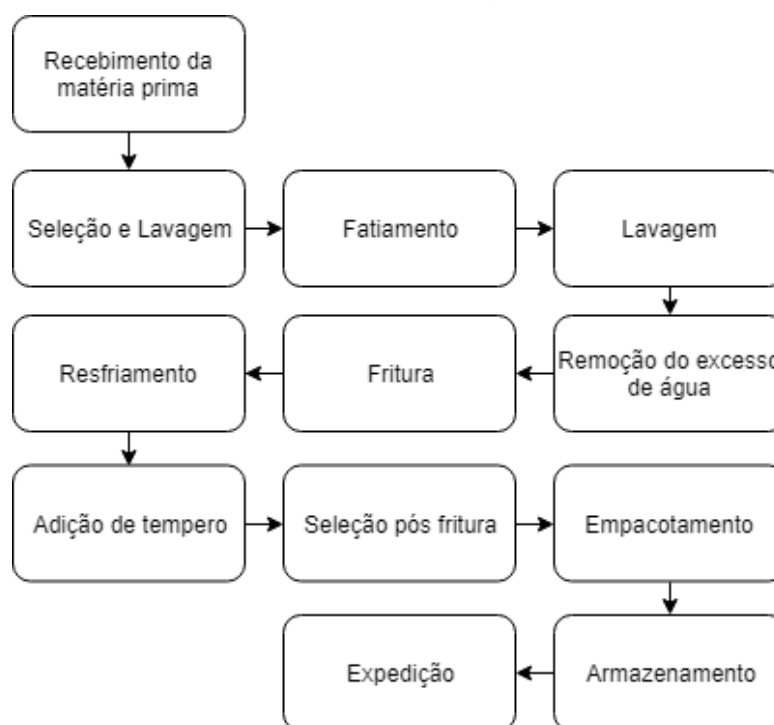 Recebimento da
matéria prima
Seleção e Lavagem
Fatiamento
Lavagem
Remoção do excesso
de água
Fritura
Resfriamento
Adição de tempero
Seleção pós fritura
Empacotamento
Armazenamento
Expedição